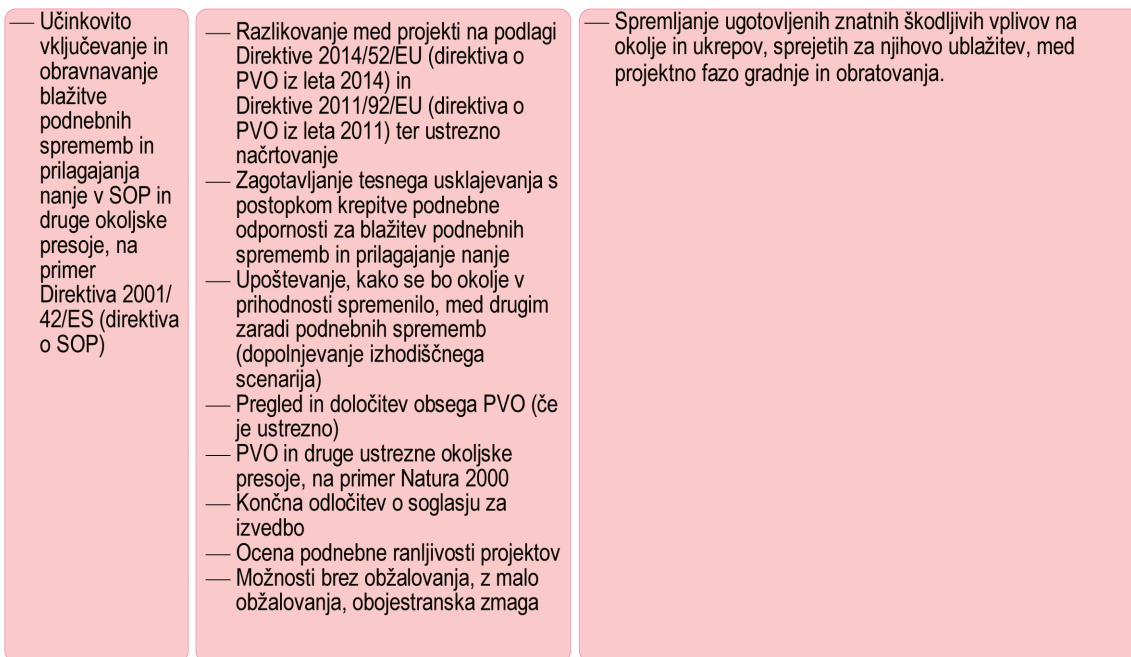 — Učinkovito
vključevanje in
obravnavanje
blažitve
podnebnih
sprememb in
prilagajanja
nanje v SOP in
druge okoljske
presoje, na
primer
Direktiva 2001/
42/ES (direktiva
o SOP)
— Razlikovanje med projekti na podlagi
Direktive 2014/52/EU (direktiva o
PVO iz leta 2014) in
Direktive 2011/92/EU (direktiva o
PVO iz leta 2011) ter ustrezno
načrtovanje
— Zagotavljanje tesnega usklajevanja s
postopkom krepitve podnebne
odpornosti za blažitev podnebnih
sprememb in prilagajanje nanje
— Upoštevanje, kako se bo okolje v
prihodnosti spremenilo, med drugim
zaradi podnebnih sprememb
(dopolnjevanje izhodiščnega
scenarija)
— Pregled in določitev obsega PVO (če
je ustrezno)
— PVO in druge ustrezne okoljske
presoje, na primer Natura 2000
— Končna odločitev o soglasju za
izvedbo
— Ocena podnebne ranljivosti projektov
— Možnosti brez obžalovanja, z malo
obžalovanja, obojestranska zmaga
— Spremljanje ugotovljenih znatnih škodljivih vplivov na
okolje in ukrepov, sprejetih za njihovo ublažitev, med
projektno fazo gradnje in obratovanja.